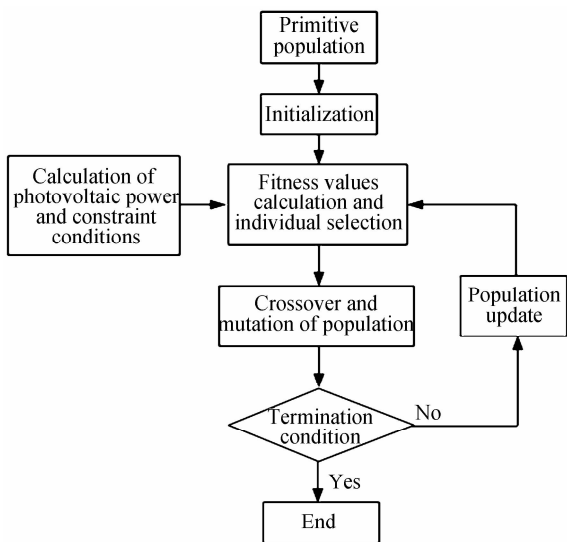 Primitive
population
Initialization
Calculation of
photovoltaic power
and constraint
conditions
Fitness values
calculation and
individual selection
Crossover and
mutation of population
Population
update
Termination
condition
No
Yes
End